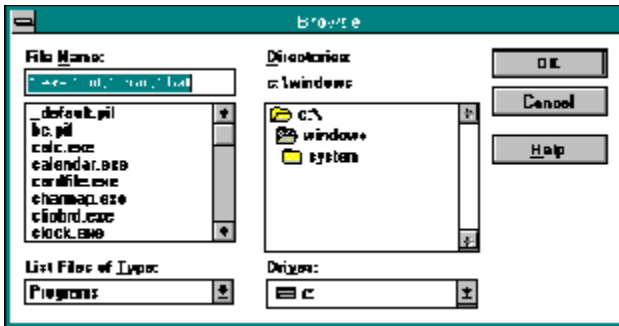 Browse
File Name:
_default.pif
bc.pif
calc.exe
calendar.exe
cardfile.exe
charmap.exe
clipbrd.exe
clock.exe
List Files of Type:
Programs
Directories:
c:\windows
c:\
windows
system
Drives:
c:
OK
Cancel
Help